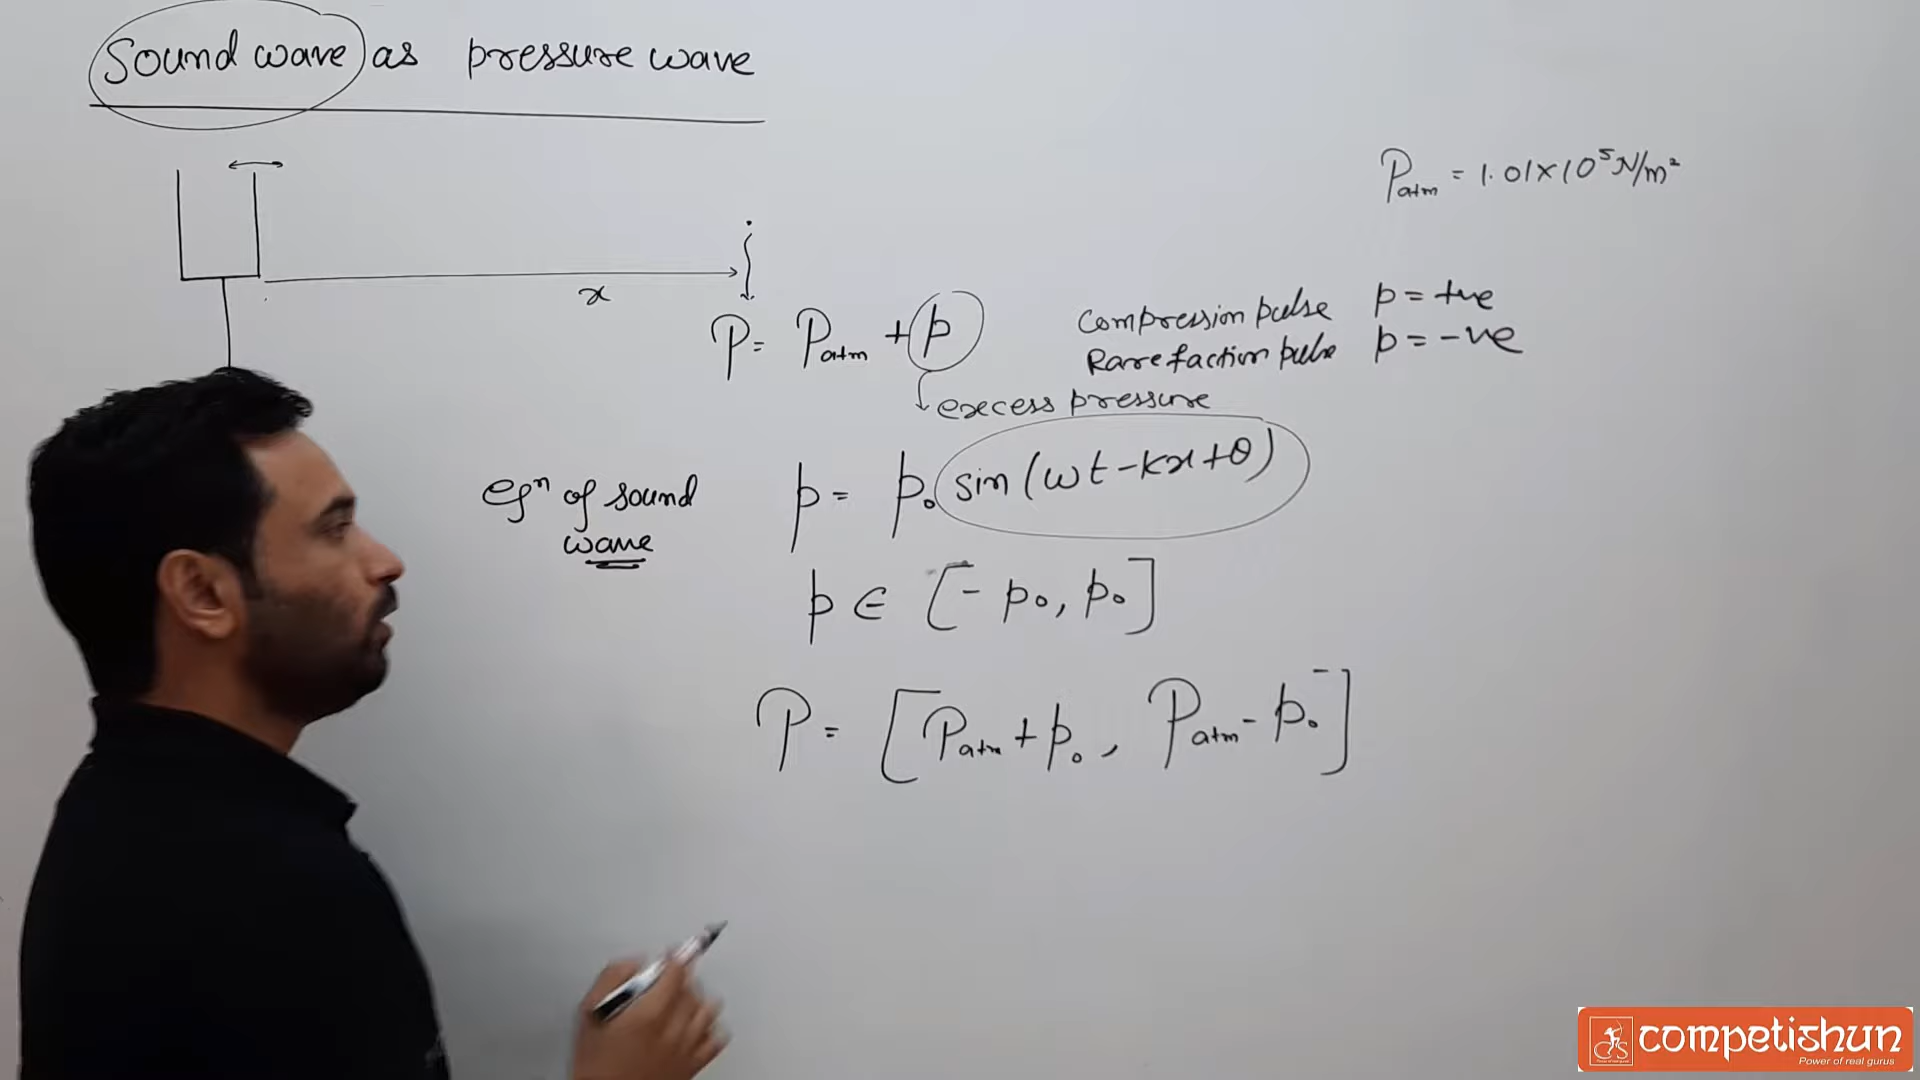 Sound wave as pressure wave
P_atm = 1.01×10⁵ N/m²
x
P = P_atm + p
Compression pulse p = +ve
Rarefaction pulse p = -ve
excess pressure
eqⁿ of sound wave
p = p₀ sin(ωt-kx+θ)
p ∈ [-p₀, p₀]
P = [P_atm + p₀, P_atm - p₀]
competishun
Power of real gurus